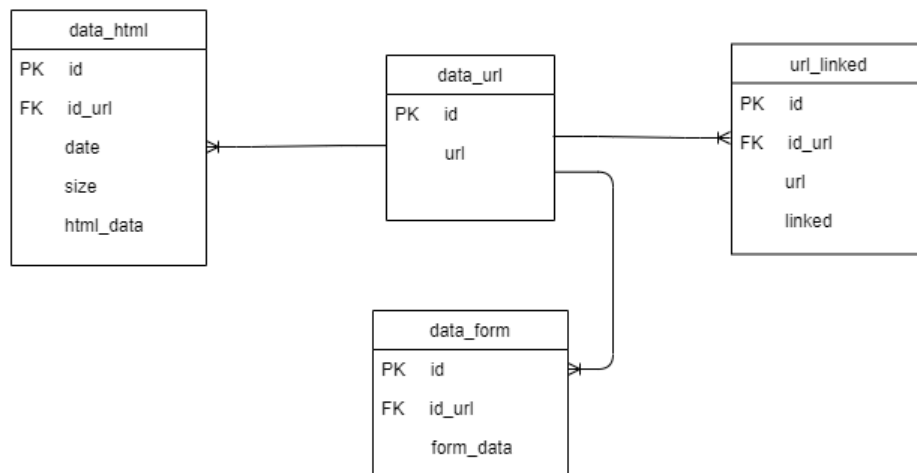 data_html
PK id
FK id_url
date
size
html_data
data_url
PK id
url
url_linked
PK id
FK id_url
url
linked
data_form
PK id
FK id_url
form_data